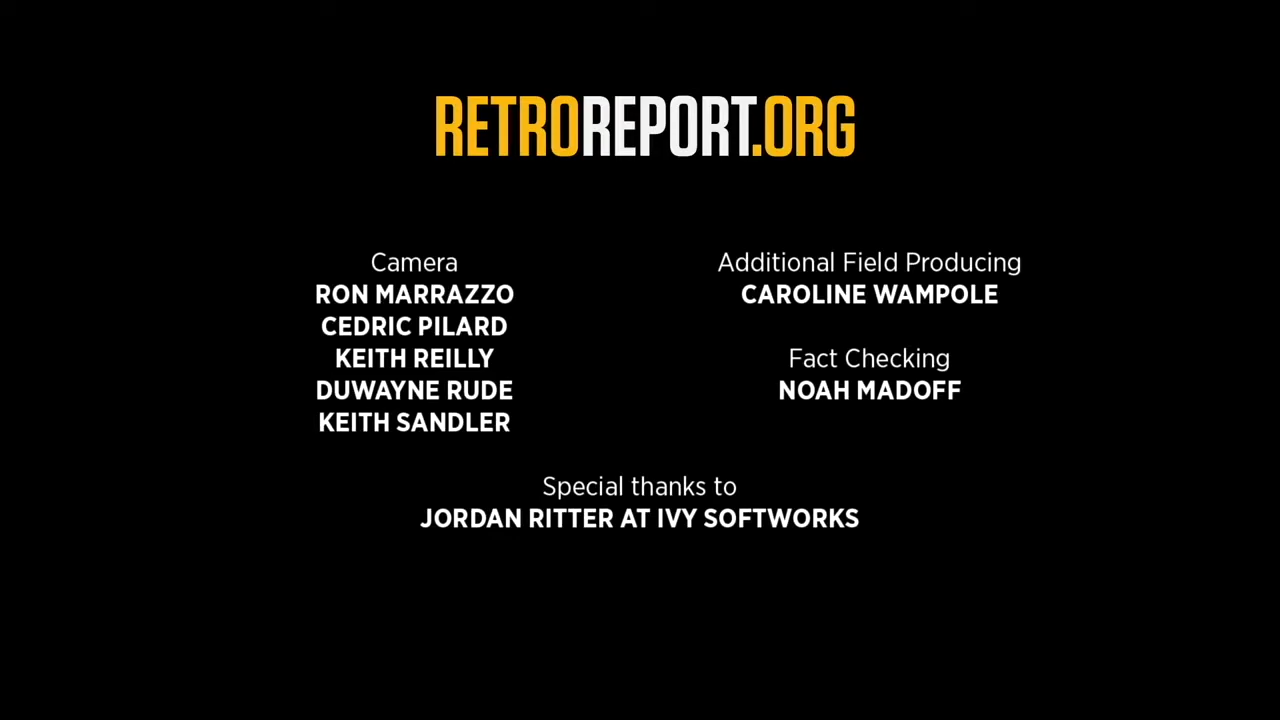 RETROREPORT.ORG
Camera
RON MARRAZZO
CEDRIC PILARD
KEITH REILLY
DUWAYNE RUDE
KEITH SANDLER
Additional Field Producing
CAROLINE WAMPOLE
Fact Checking
NOAH MADOFF
Special thanks to
JORDAN RITTER AT IVY SOFTWORKS